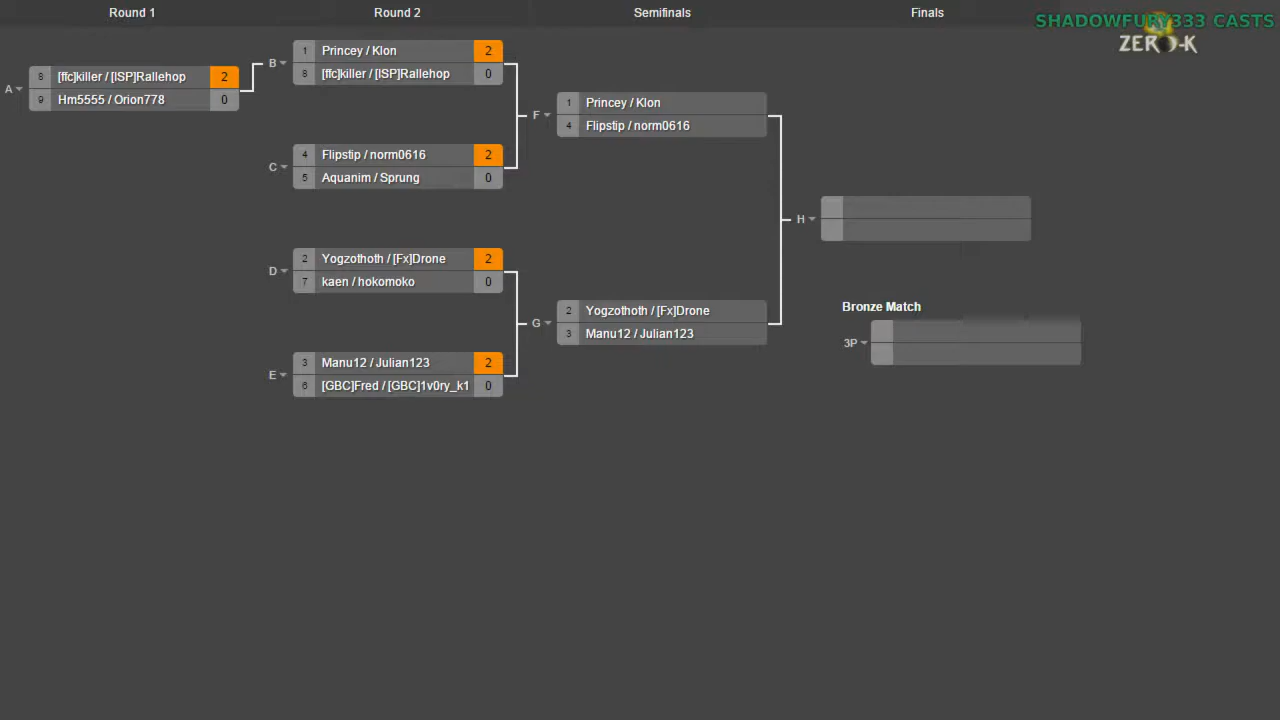 Round 1
Round 2
Semifinals
Finals
SHADOWFURY333 CASTS
ZERO-K
A
8 [ffc]killer / [ISP]Rallehop 2
9 Hm5555 / Orion778 0
B
1 Princey / Klon 2
8 [ffc]killer / [ISP]Rallehop 0
C
4 Flipstip / norm0616 2
5 Aquanim / Sprung 0
D
2 Yogzothoth / [Fx]Drone 2
7 kaen / hokomoko 0
E
3 Manu12 / Julian123 2
6 [GBC]Fred / [GBC]1v0ry_k1 0
F
1 Princey / Klon
4 Flipstip / norm0616
G
2 Yogzothoth / [Fx]Drone
3 Manu12 / Julian123
H
Bronze Match
3P